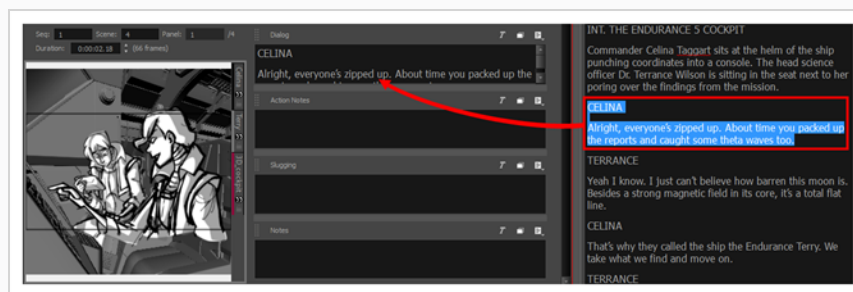 Seq: 1 Scene: 4 Panel: 1 /4
Duration: 0:00:02.18 (66 frames)
Celina
Terry
3D_cockpit
Dialog
CELINA
Alright, everyone's zipped up. About time you packed up the
Action Notes
Slugging
Notes
INT. THE ENDURANCE 5 COCKPIT
Commander Celina Taggart sits at the helm of the ship
punching coordinates into a console. The head science
officer Dr. Terrance Wilson is sitting in the seat next to her
poring over the findings from the mission.
CELINA
Alright, everyone's zipped up. About time you packed up
the reports and caught some theta waves too.
TERRANCE
Yeah I know. I just can't believe how barren this moon is.
Besides a strong magnetic field in its core, it's a total flat
line.
CELINA
That's why they called the ship the Endurance Terry. We
take what we find and move on.
TERRANCE